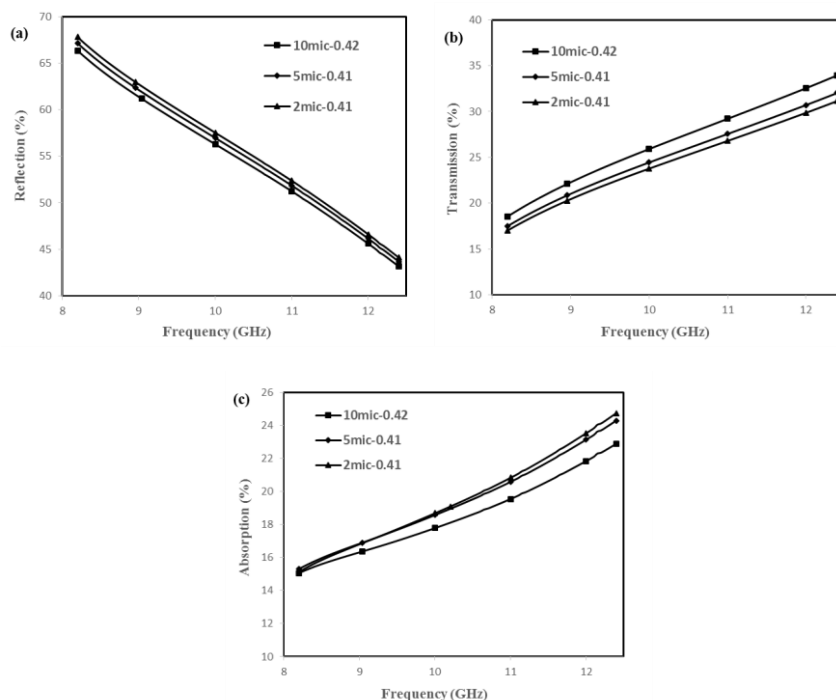 (a)
70
65
60
55
50
45
40
Reflection (%)
10mic-0.42
5mic-0.41
2mic-0.41
8 9 10 11 12
Frequency (GHz)
(b)
40
35
30
25
20
15
10
Transmission (%)
10mic-0.42
5mic-0.41
2mic-0.41
8 9 10 11 12
Frequency (GHz)
(c)
26
24
22
20
18
16
14
12
10
Absorption (%)
10mic-0.42
5mic-0.41
2mic-0.41
8 9 10 11 12
Frequency (GHz)